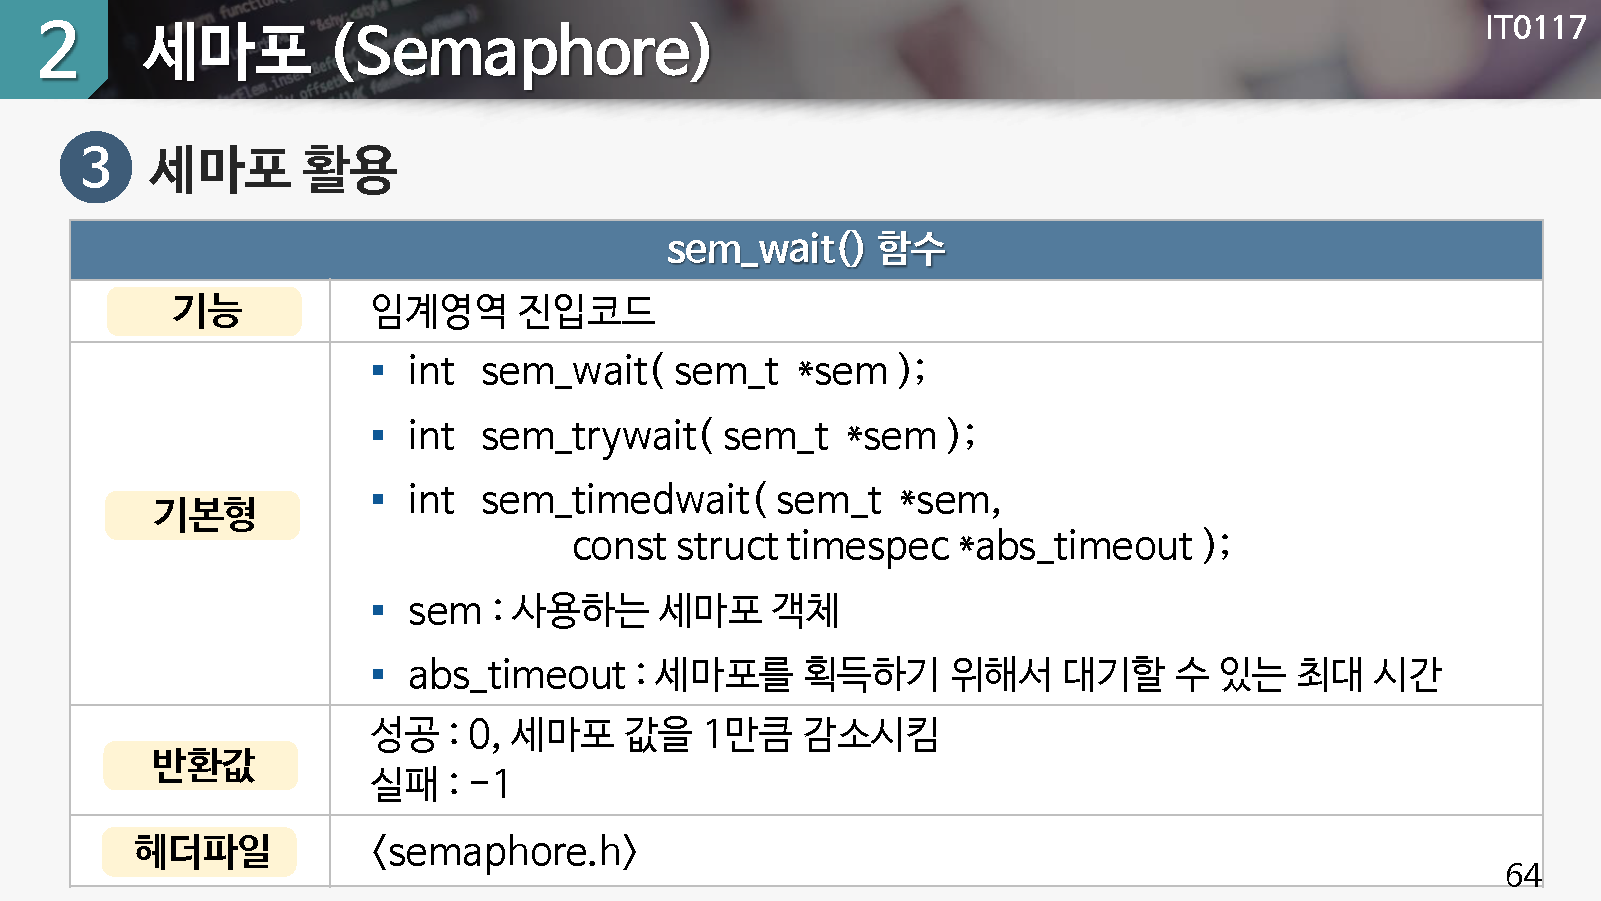 2 세마포 (Semaphore)
IT0117
3 세마포 활용
sem_wait() 함수
기능
임계영역 진입코드
기본형
▪ int sem_wait( sem_t *sem );
▪ int sem_trywait( sem_t *sem );
▪ int sem_timedwait( sem_t *sem,
const struct timespec *abs_timeout );
▪ sem : 사용하는 세마포 객체
▪ abs_timeout : 세마포를 획득하기 위해서 대기할 수 있는 최대 시간
반환값
성공 : 0, 세마포 값을 1만큼 감소시킴
실패 : -1
헤더파일
<semaphore.h>
64